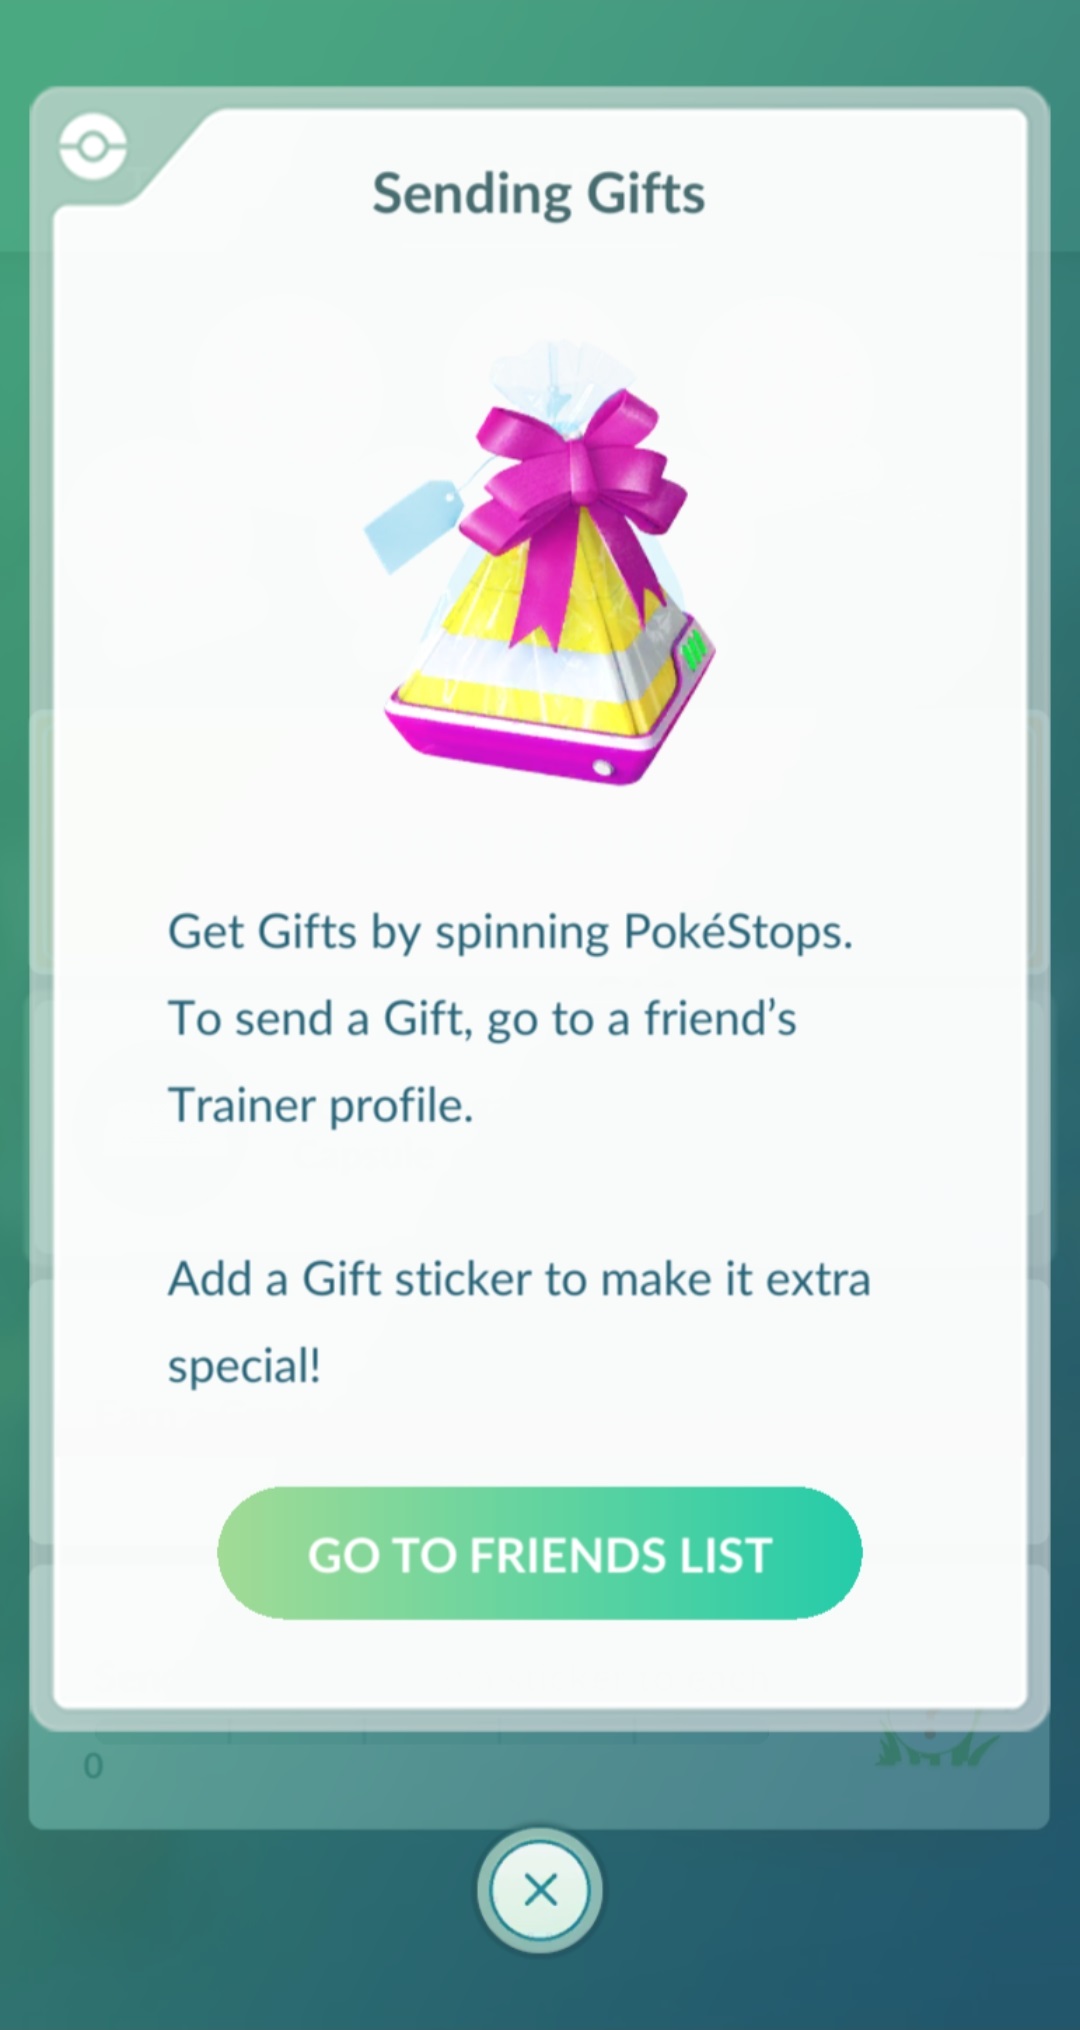 Sending Gifts
Get Gifts by spinning PokéStops.
To send a Gift, go to a friend’s
Trainer profile.
Add a Gift sticker to make it extra
special!
GO TO FRIENDS LIST
0